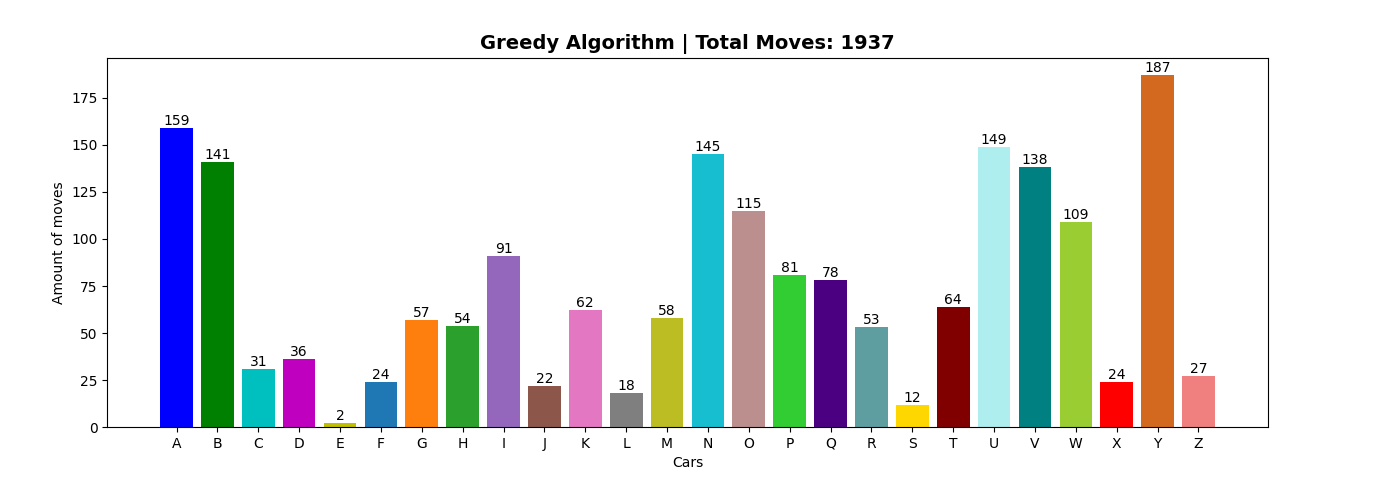 Greedy Algorithm | Total Moves: 1937
Amount of moves
175
150
125
100
75
50
25
0
159 141 31 36 2 24 57 54 91 22 62 18 58 145 115 81 78 53 12 64 149 138 109 24 187 27
A B C D E F G H I J K L M N O P Q R S T U V W X Y Z
Cars